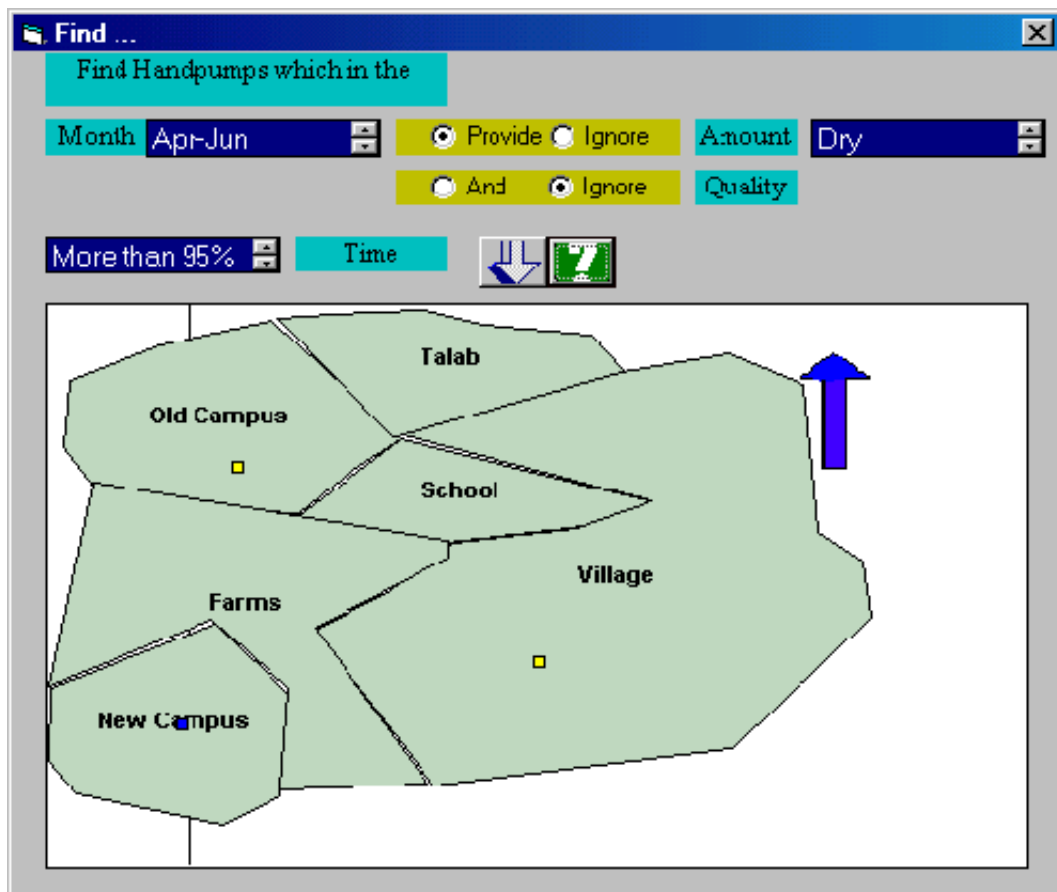 Find ...
Find Handpumps which in the
Month Apr-Jun Provide Ignore Amount Dry
And Ignore Quality
More than 95% Time
Talab
Old Campus
School
Village
Farms
New Campus